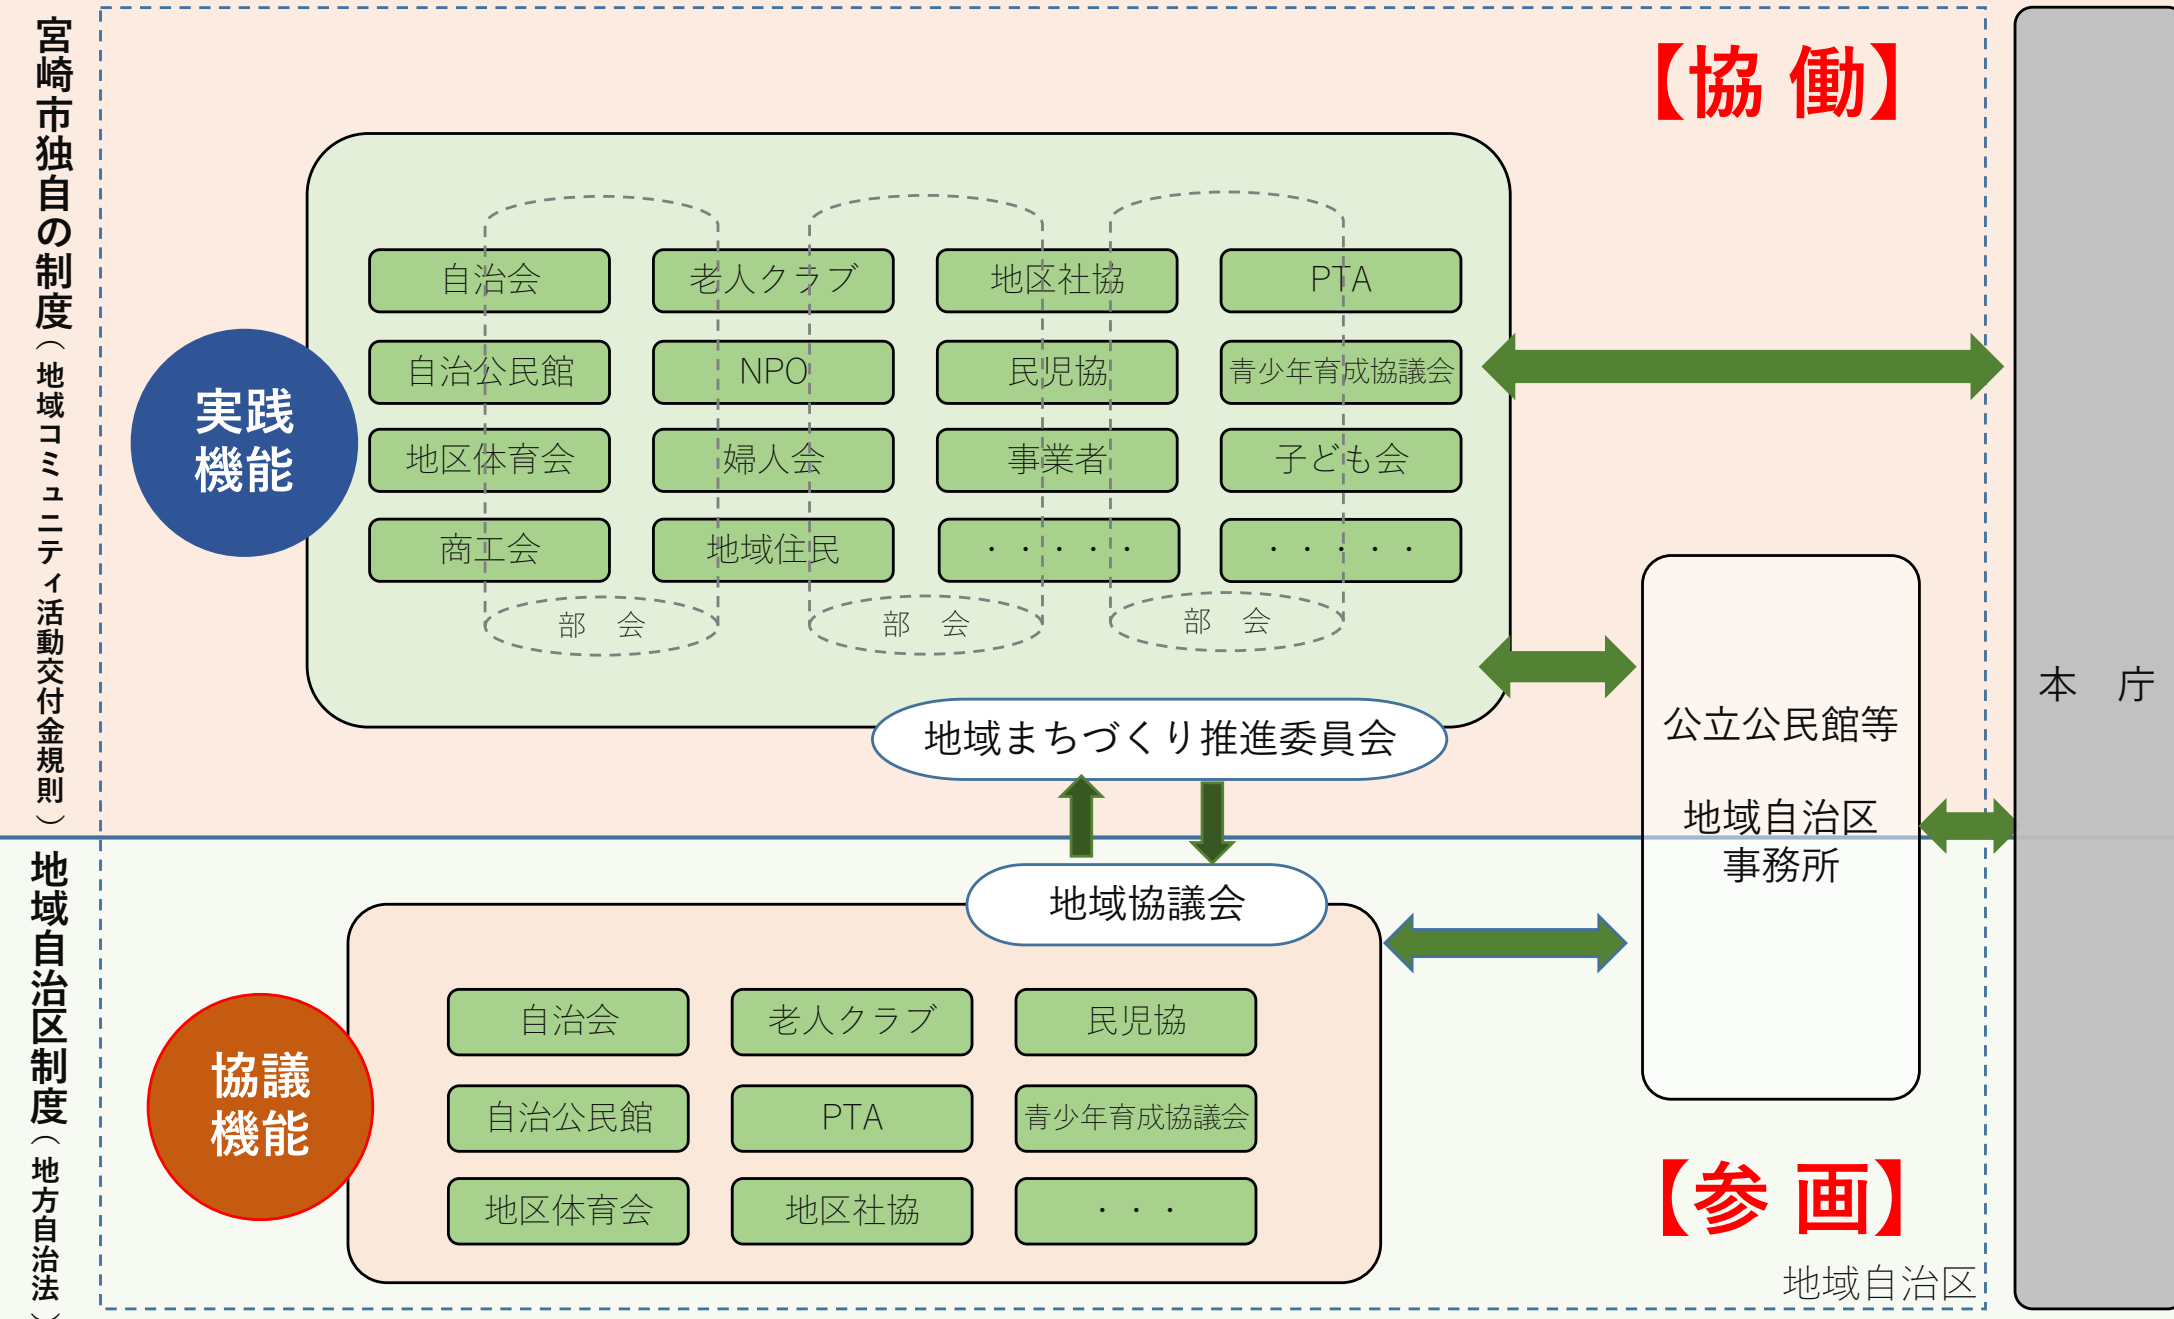 宮崎市独自の制度（地域コミュニティ活動交付金規則）
【協 働】
実践
機能
自治会
老人クラブ
地区社協
PTA
自治公民館
NPO
民児協
青少年育成協議会
地区体育会
婦人会
事業者
子ども会
商工会
地域住民
・・・・・
・・・・・
部　会
部　会
部　会
地域まちづくり推進委員会
公立公民館等
地域自治区
事務所
本　庁
地域自治区制度（地方自治法）
地域協議会
協議
機能
自治会
老人クラブ
民児協
自治公民館
PTA
青少年育成協議会
地区体育会
地区社協
・・・
【参 画】
地域自治区